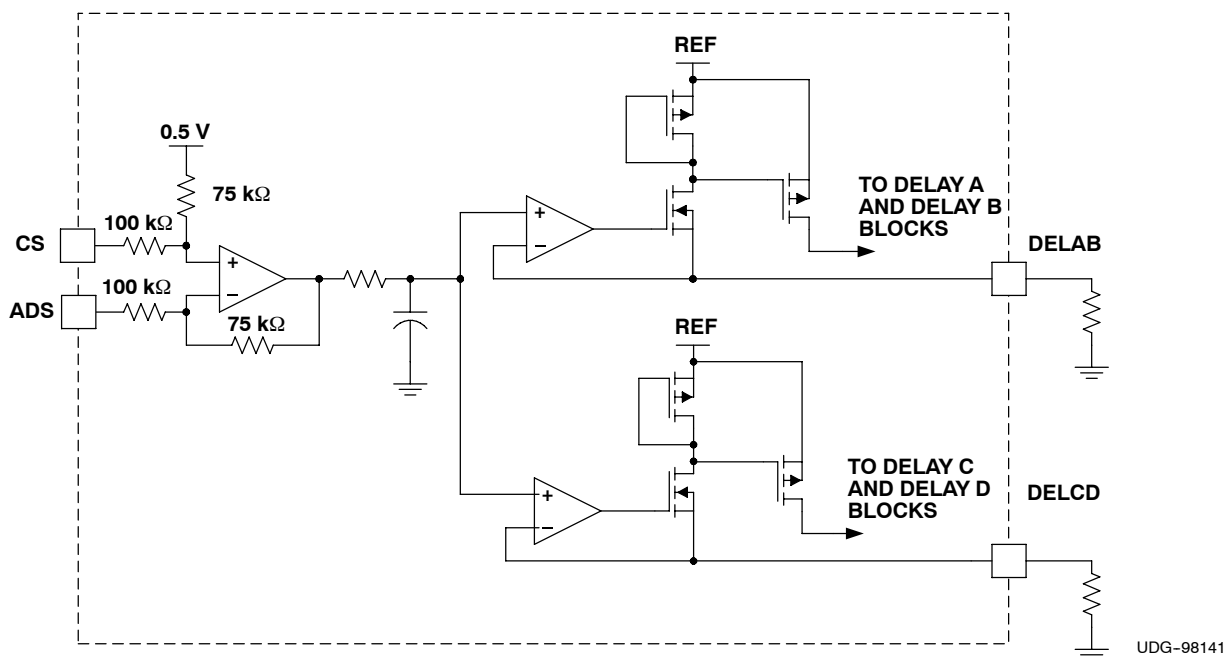 REF
0.5 V
75 kΩ
100 kΩ
CS
+
−
100 kΩ
ADS
75 kΩ
+
−
TO DELAY A
AND DELAY B
BLOCKS
DELAB
REF
+
−
TO DELAY C
AND DELAY D
BLOCKS
DELCD
UDG−98141